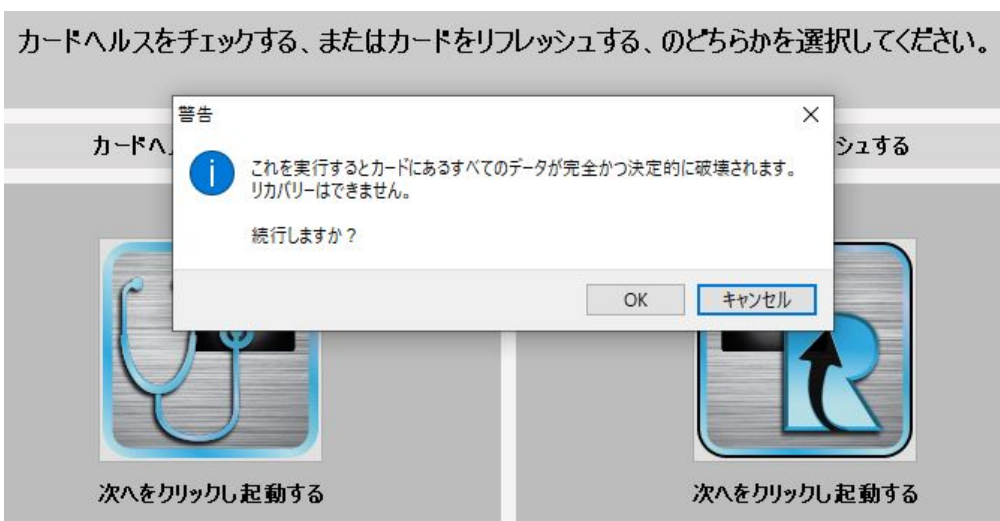 カードヘルスをチェックする、またはカードをリフレッシュする、のどちらかを選択してください。
警告
カードヘ
シュする
これを実行するとカードにあるすべてのデータが完全かつ決定的に破壊されます。
リカバリーはできません。
続行しますか？
OK キャンセル
次へをクリックし起動する 次へをクリックし起動する